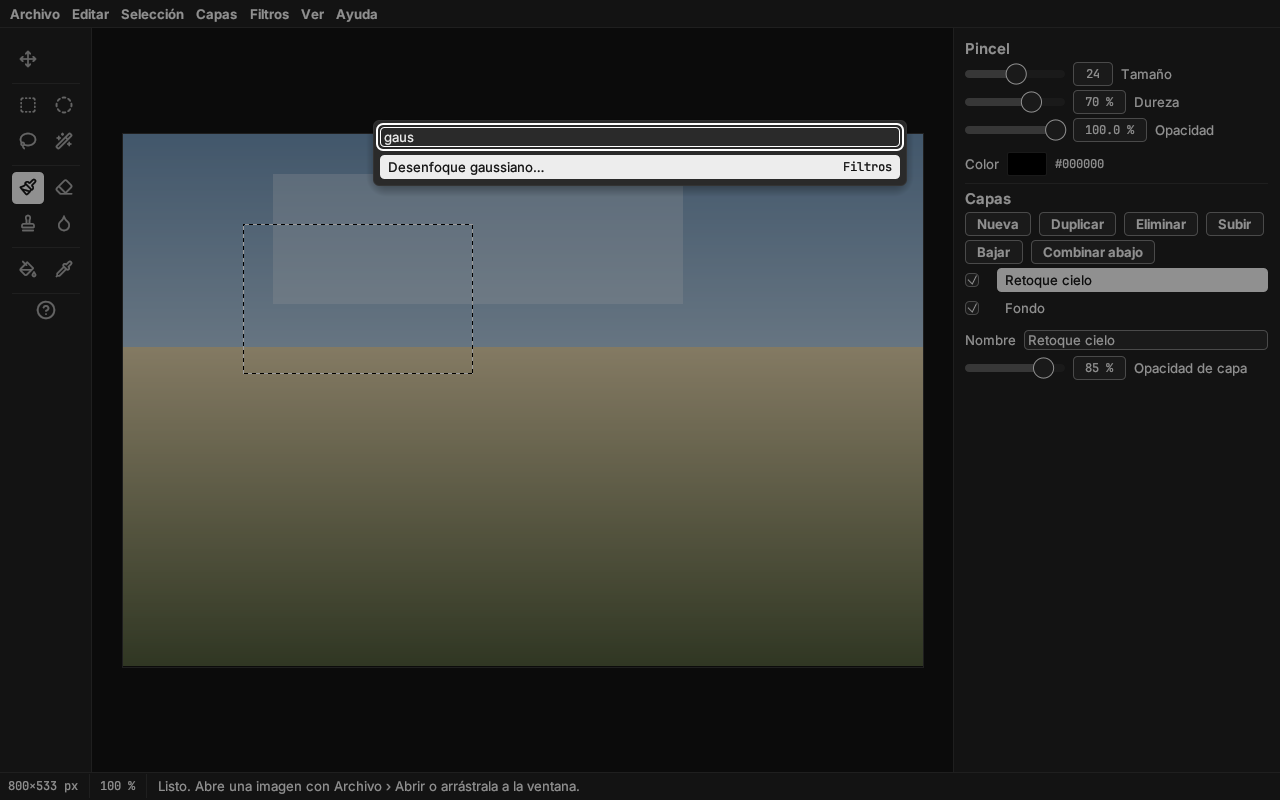 Archivo Editar Selección Capas Filtros Ver Ayuda
gaus
Desenfoque gaussiano... Filtros
Pincel
24 Tamaño
70 % Dureza
100.0 % Opacidad
Color #000000
Capas
Nueva Duplicar Eliminar Subir
Bajar Combinar abajo
Retoque cielo
Fondo
Nombre Retoque cielo
85 % Opacidad de capa
800×533 px 100 % Listo. Abre una imagen con Archivo › Abrir o arrástrala a la ventana.